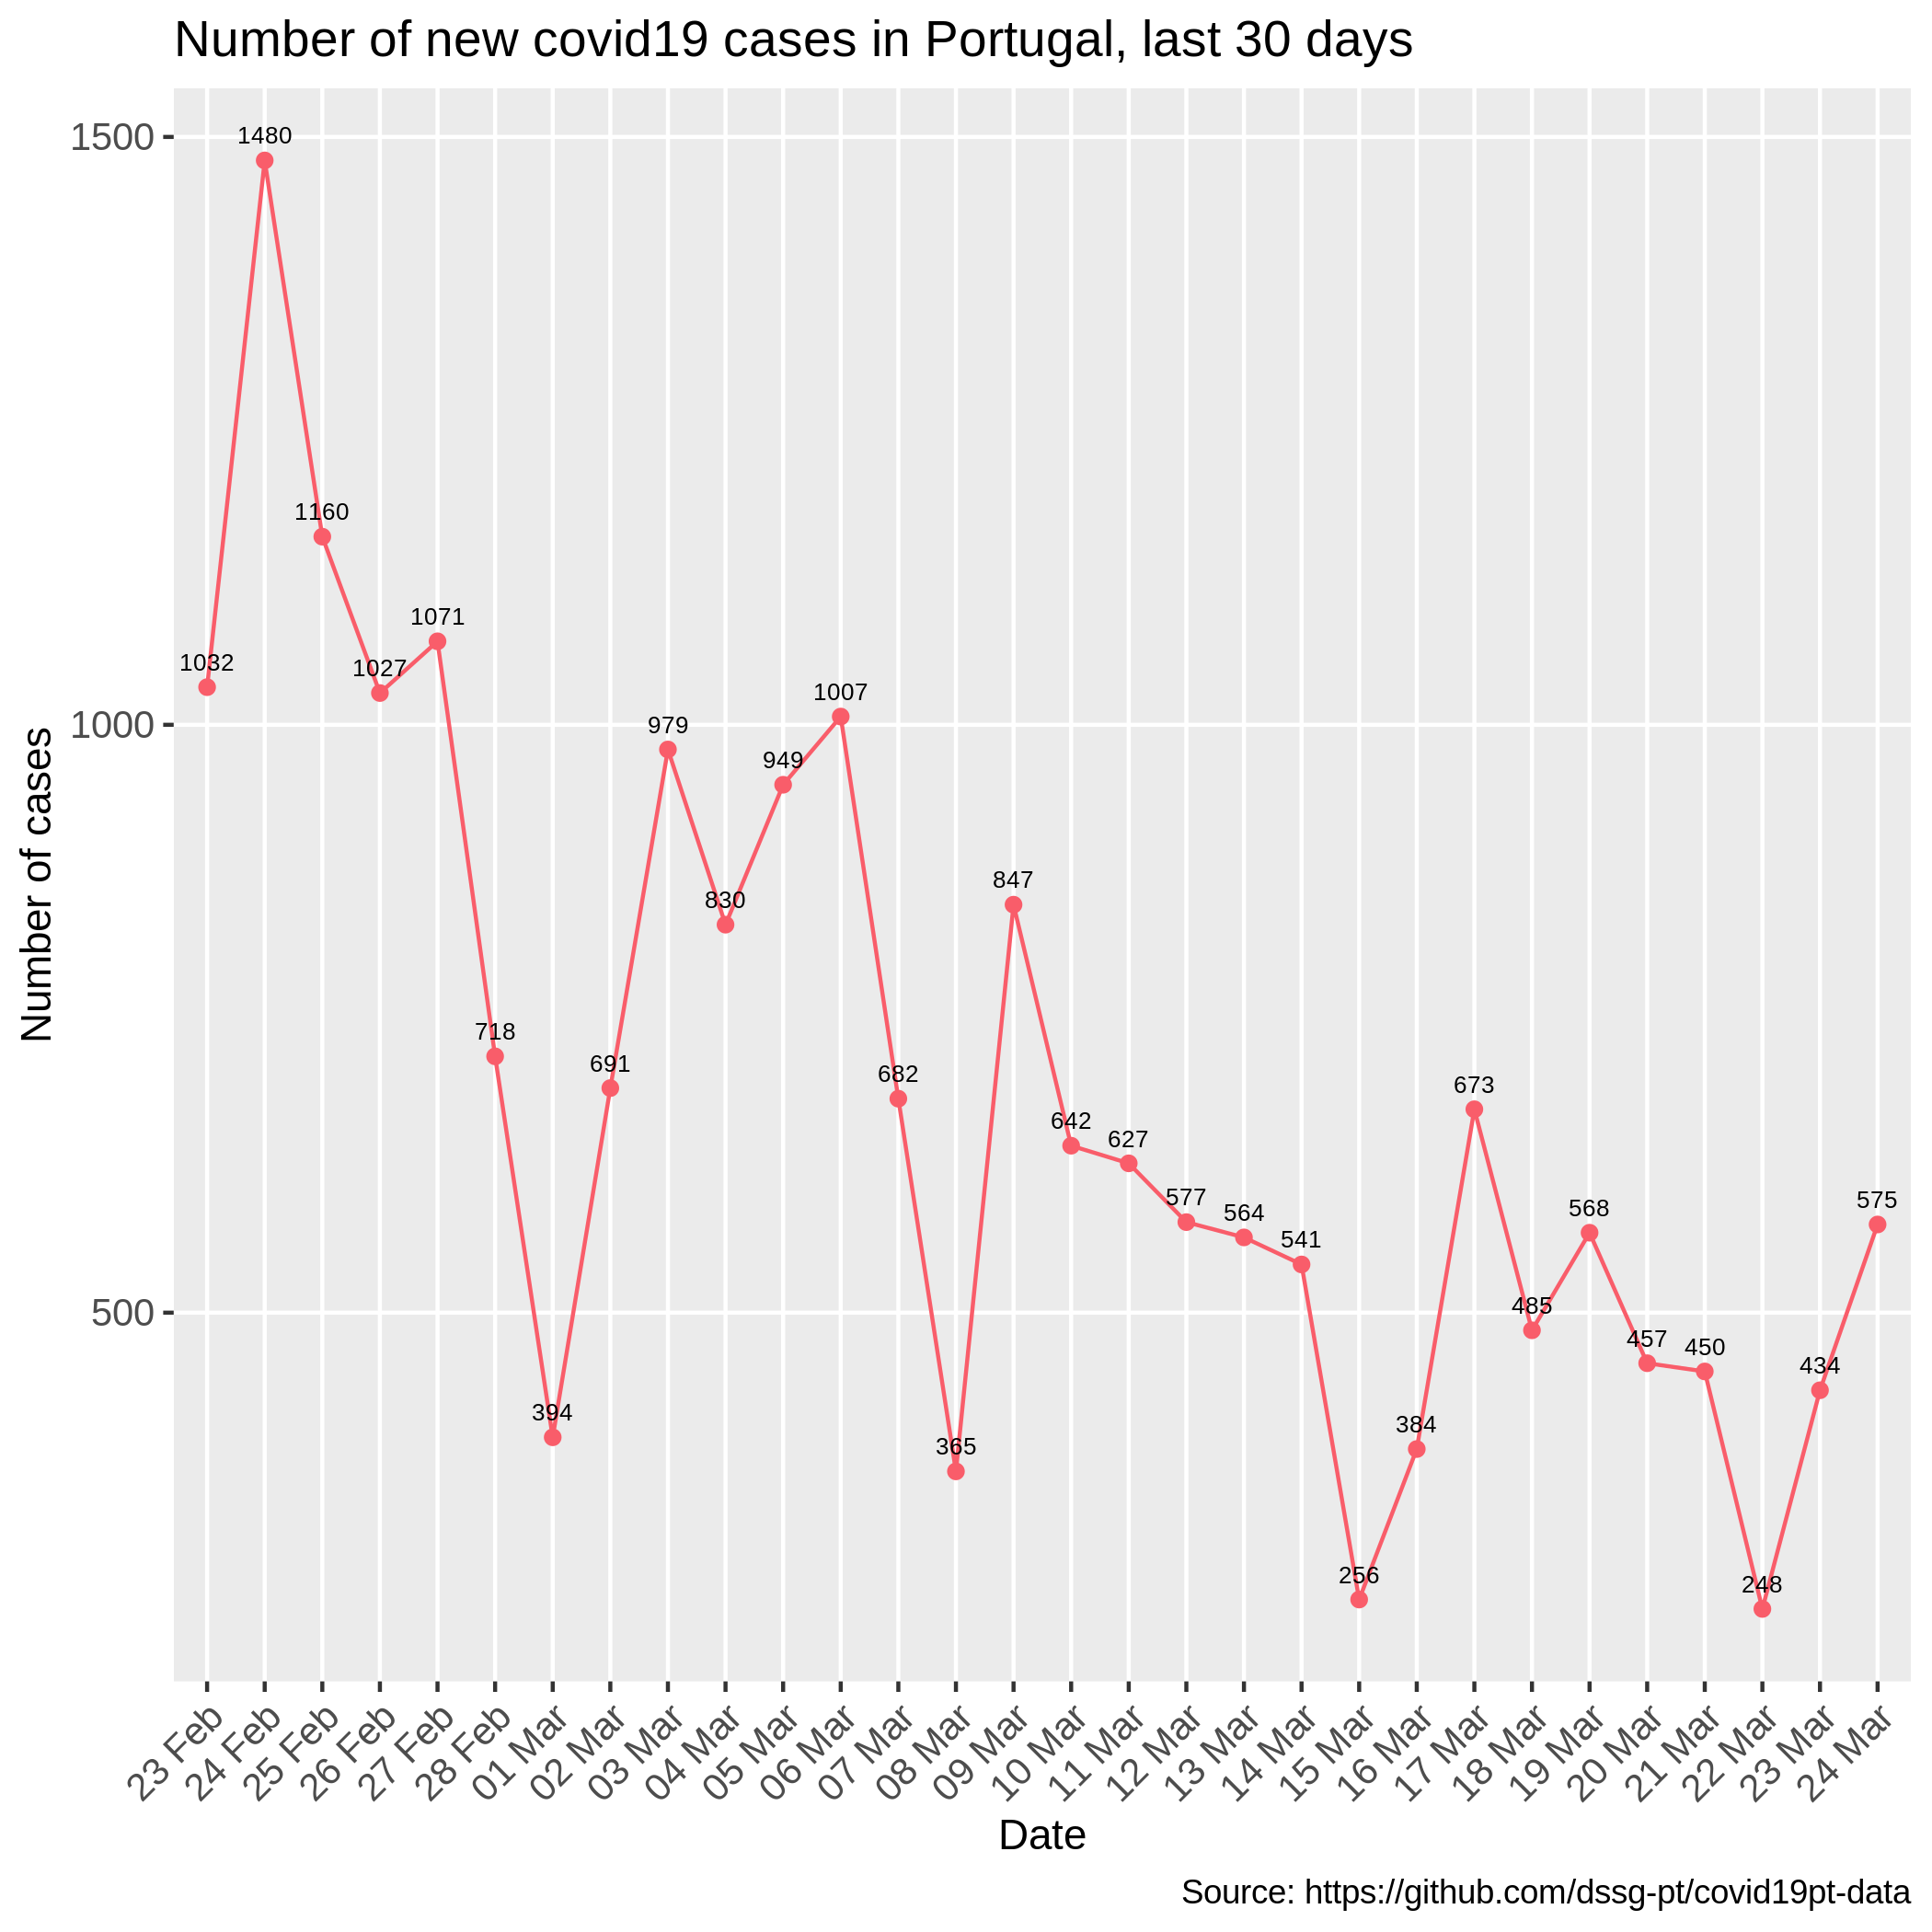 Number of new covid19 cases in Portugal, last 30 days
1500
1000
500
Number of cases
1032
1480
1160
1027
1071
718
394
691
979
830
949
1007
682
365
847
642
627
577
564
541
256
384
673
485
568
457
450
248
434
575
23 Feb
24 Feb
25 Feb
26 Feb
27 Feb
28 Feb
01 Mar
02 Mar
03 Mar
04 Mar
05 Mar
06 Mar
07 Mar
08 Mar
09 Mar
10 Mar
11 Mar
12 Mar
13 Mar
14 Mar
15 Mar
16 Mar
17 Mar
18 Mar
19 Mar
20 Mar
21 Mar
22 Mar
23 Mar
24 Mar
Date
Source: https://github.com/dssg-pt/covid19pt-data